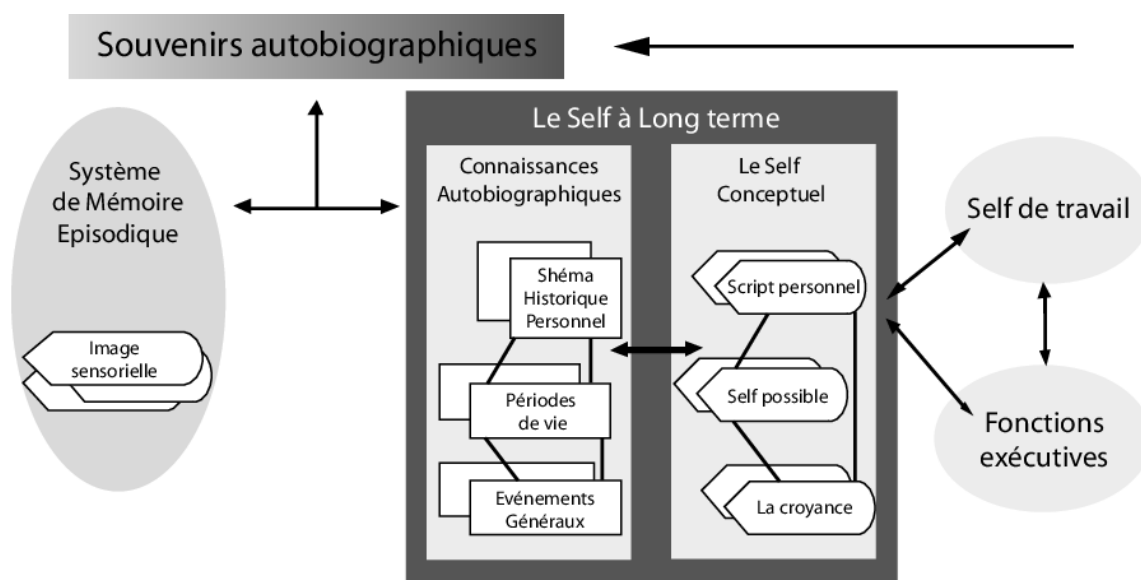 Souvenirs autobiographiques
Le Self à Long terme
Système
de Mémoire
Episodique
Image
sensorielle
Connaissances
Autobiographiques
Shéma
Historique
Personnel
Périodes
de vie
Evénements
Généraux
Le Self
Conceptuel
Script personnel
Self possible
La croyance
Self de travail
Fonctions
exécutives